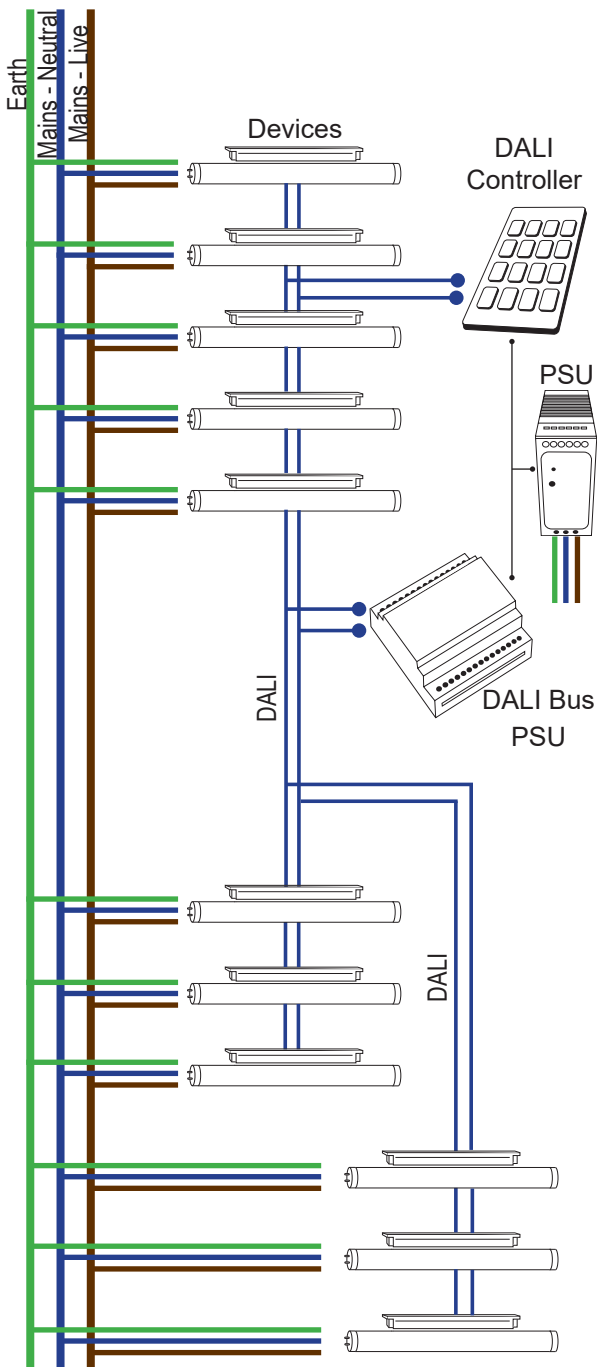 Earth
Mains - Neutral
Mains - Live
Devices
DALI
Controller
PSU
DALI
DALI Bus
PSU
DALI